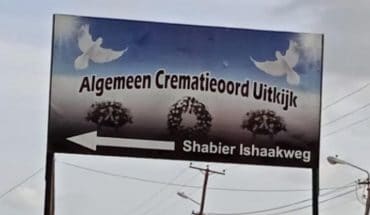 Algemeen Crematieoord Uitkijk
Shabier Ishaakweg